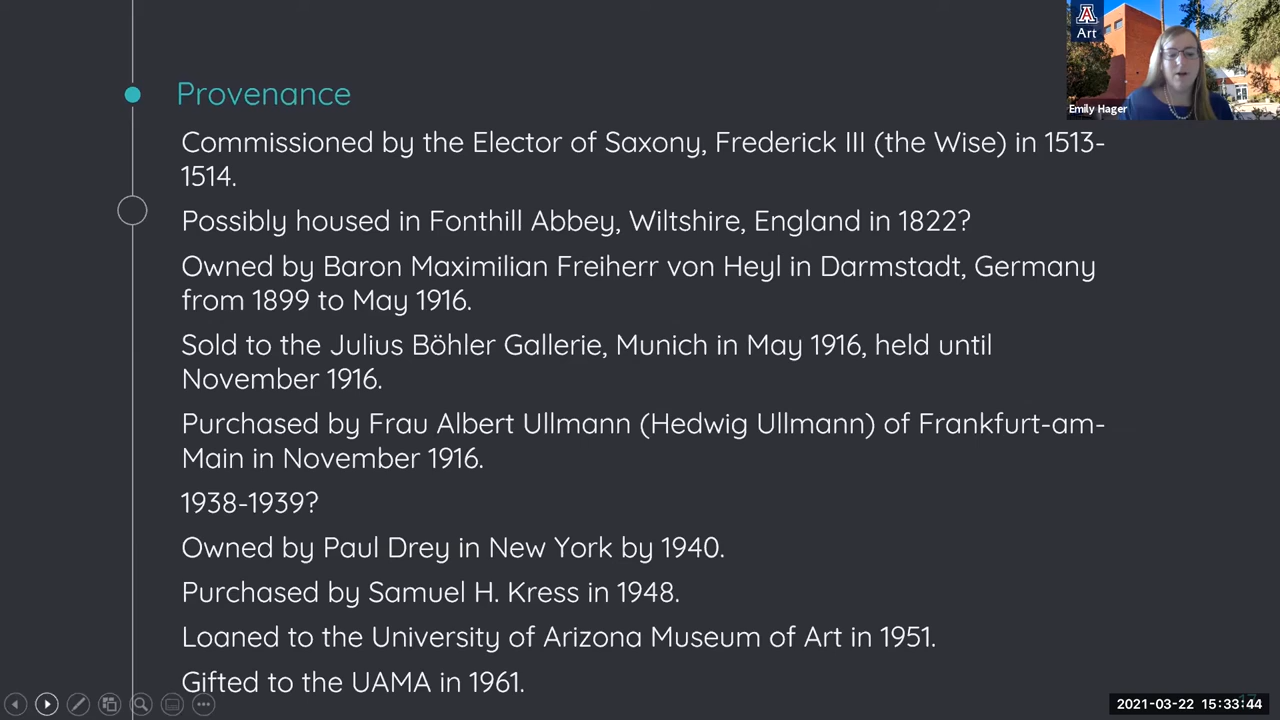 Art
Emily Hager
Provenance
Commissioned by the Elector of Saxony, Frederick III (the Wise) in 1513-
1514.
Possibly housed in Fonthill Abbey, Wiltshire, England in 1822?
Owned by Baron Maximilian Freiherr von Heyl in Darmstadt, Germany
from 1899 to May 1916.
Sold to the Julius Böhler Gallerie, Munich in May 1916, held until
November 1916.
Purchased by Frau Albert Ullmann (Hedwig Ullmann) of Frankfurt-am-
Main in November 1916.
1938-1939?
Owned by Paul Drey in New York by 1940.
Purchased by Samuel H. Kress in 1948.
Loaned to the University of Arizona Museum of Art in 1951.
Gifted to the UAMA in 1961.
2021-03-22 15:33:44